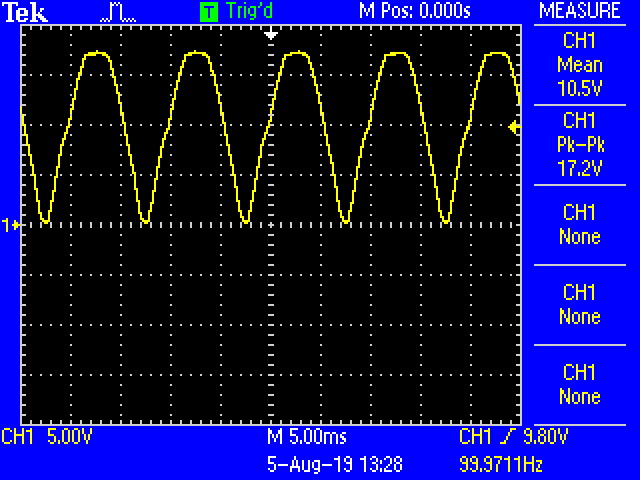 Tek T Trig'd M Pos: 0.000s MEASURE
CH1
Mean
10.5V
CH1
Pk-Pk
17.2V
1
CH1
None
CH1
None
CH1
None
CH1 5.00V M 5.00ms CH1 9.80V
5-Aug-19 13:28 99.9711Hz